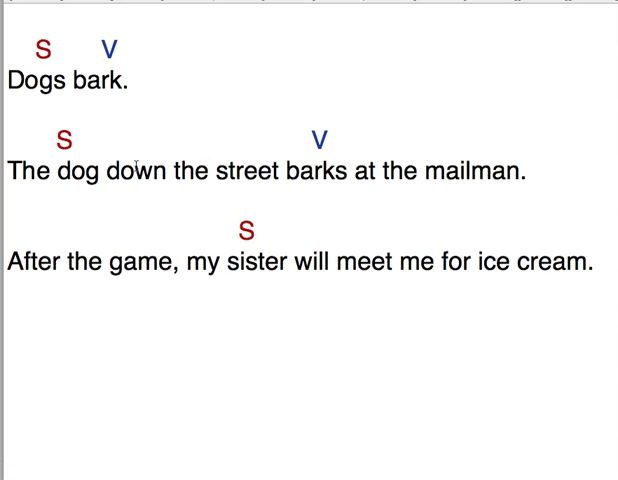 S V
Dogs bark.
S V
The dog down the street barks at the mailman.
S
After the game, my sister will meet me for ice cream.